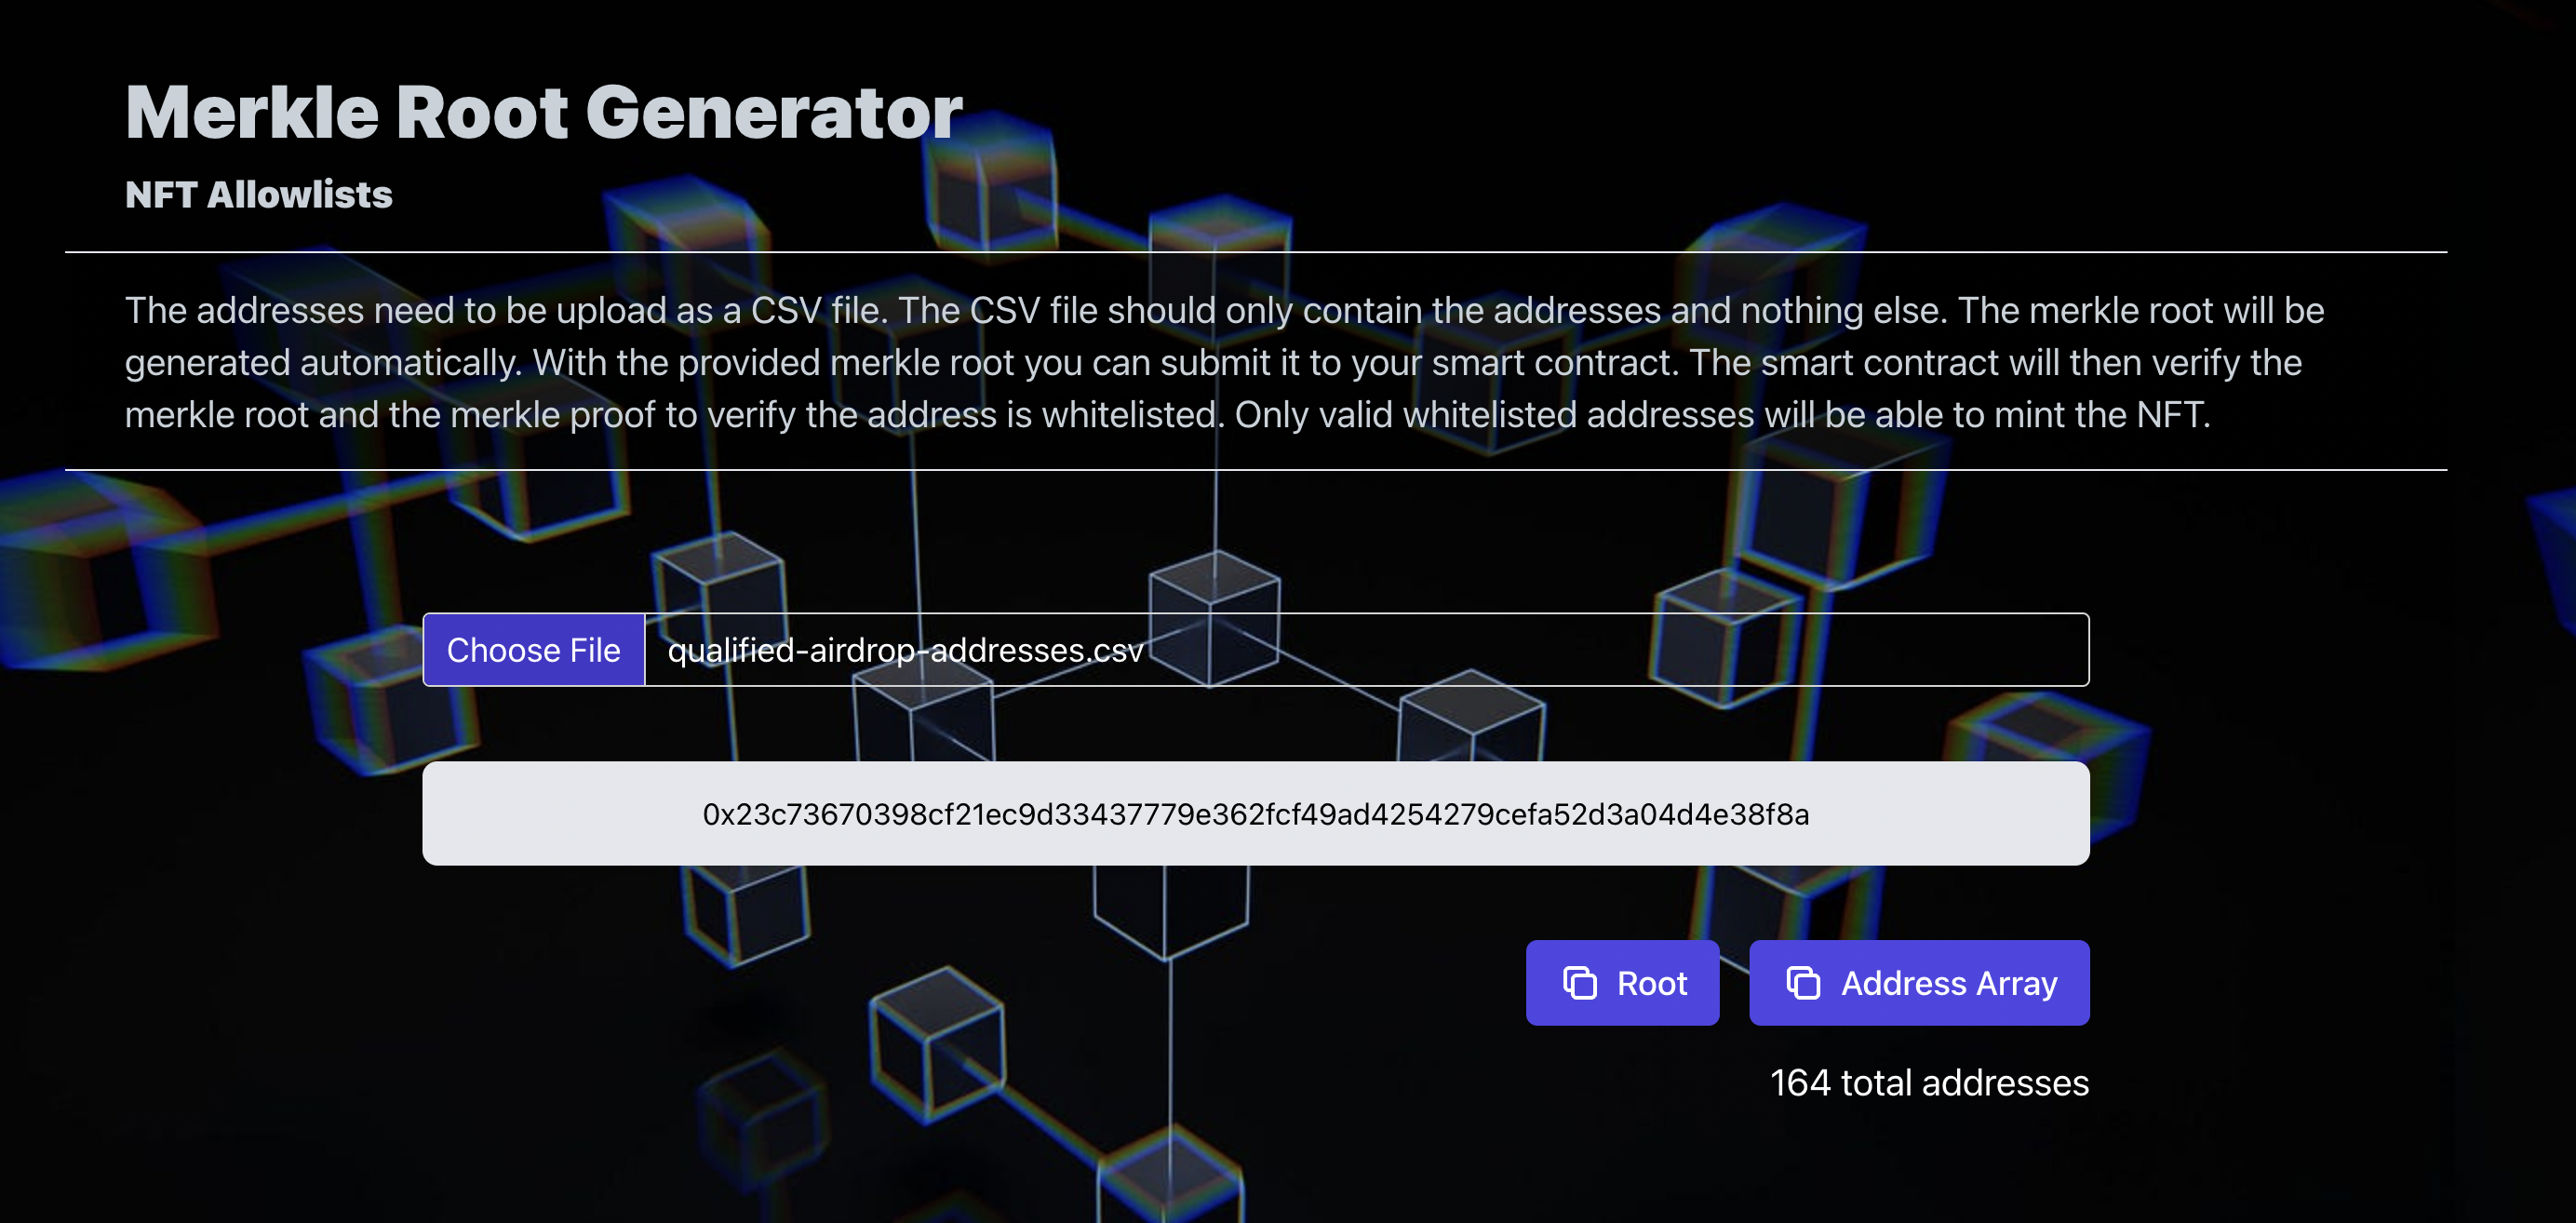 Merkle Root Generator
NFT Allowlists
The addresses need to be upload as a CSV file. The CSV file should only contain the addresses and nothing else. The merkle root will be
generated automatically. With the provided merkle root you can submit it to your smart contract. The smart contract will then verify the
merkle root and the merkle proof to verify the address is whitelisted. Only valid whitelisted addresses will be able to mint the NFT.
Choose File qualified-airdrop-addresses.csv
0x23c73670398cf21ec9d33437779e362fcf49ad4254279cefa52d3a04d4e38f8a
Root Address Array
164 total addresses